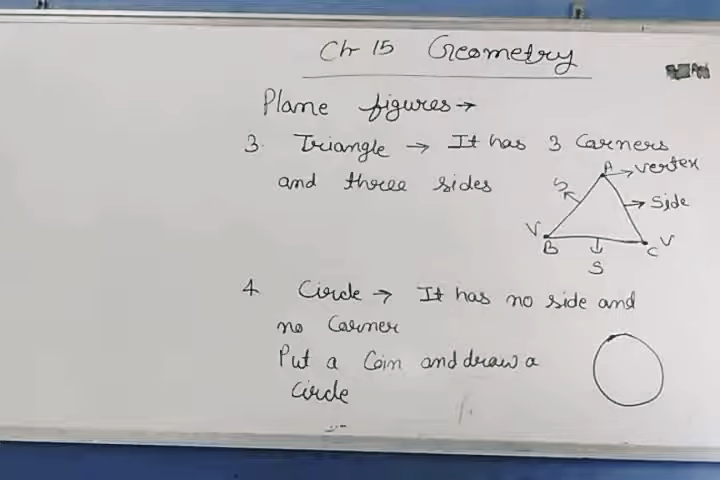 Ch 15 Geometry
Plane figures →
3. Triangle → It has 3 Corners
and three sides
A → vertex
S
→ Side
V
B
C
V
S
4 Circle → It has no side and
no Corner
Put a Coin and draw a
Circle